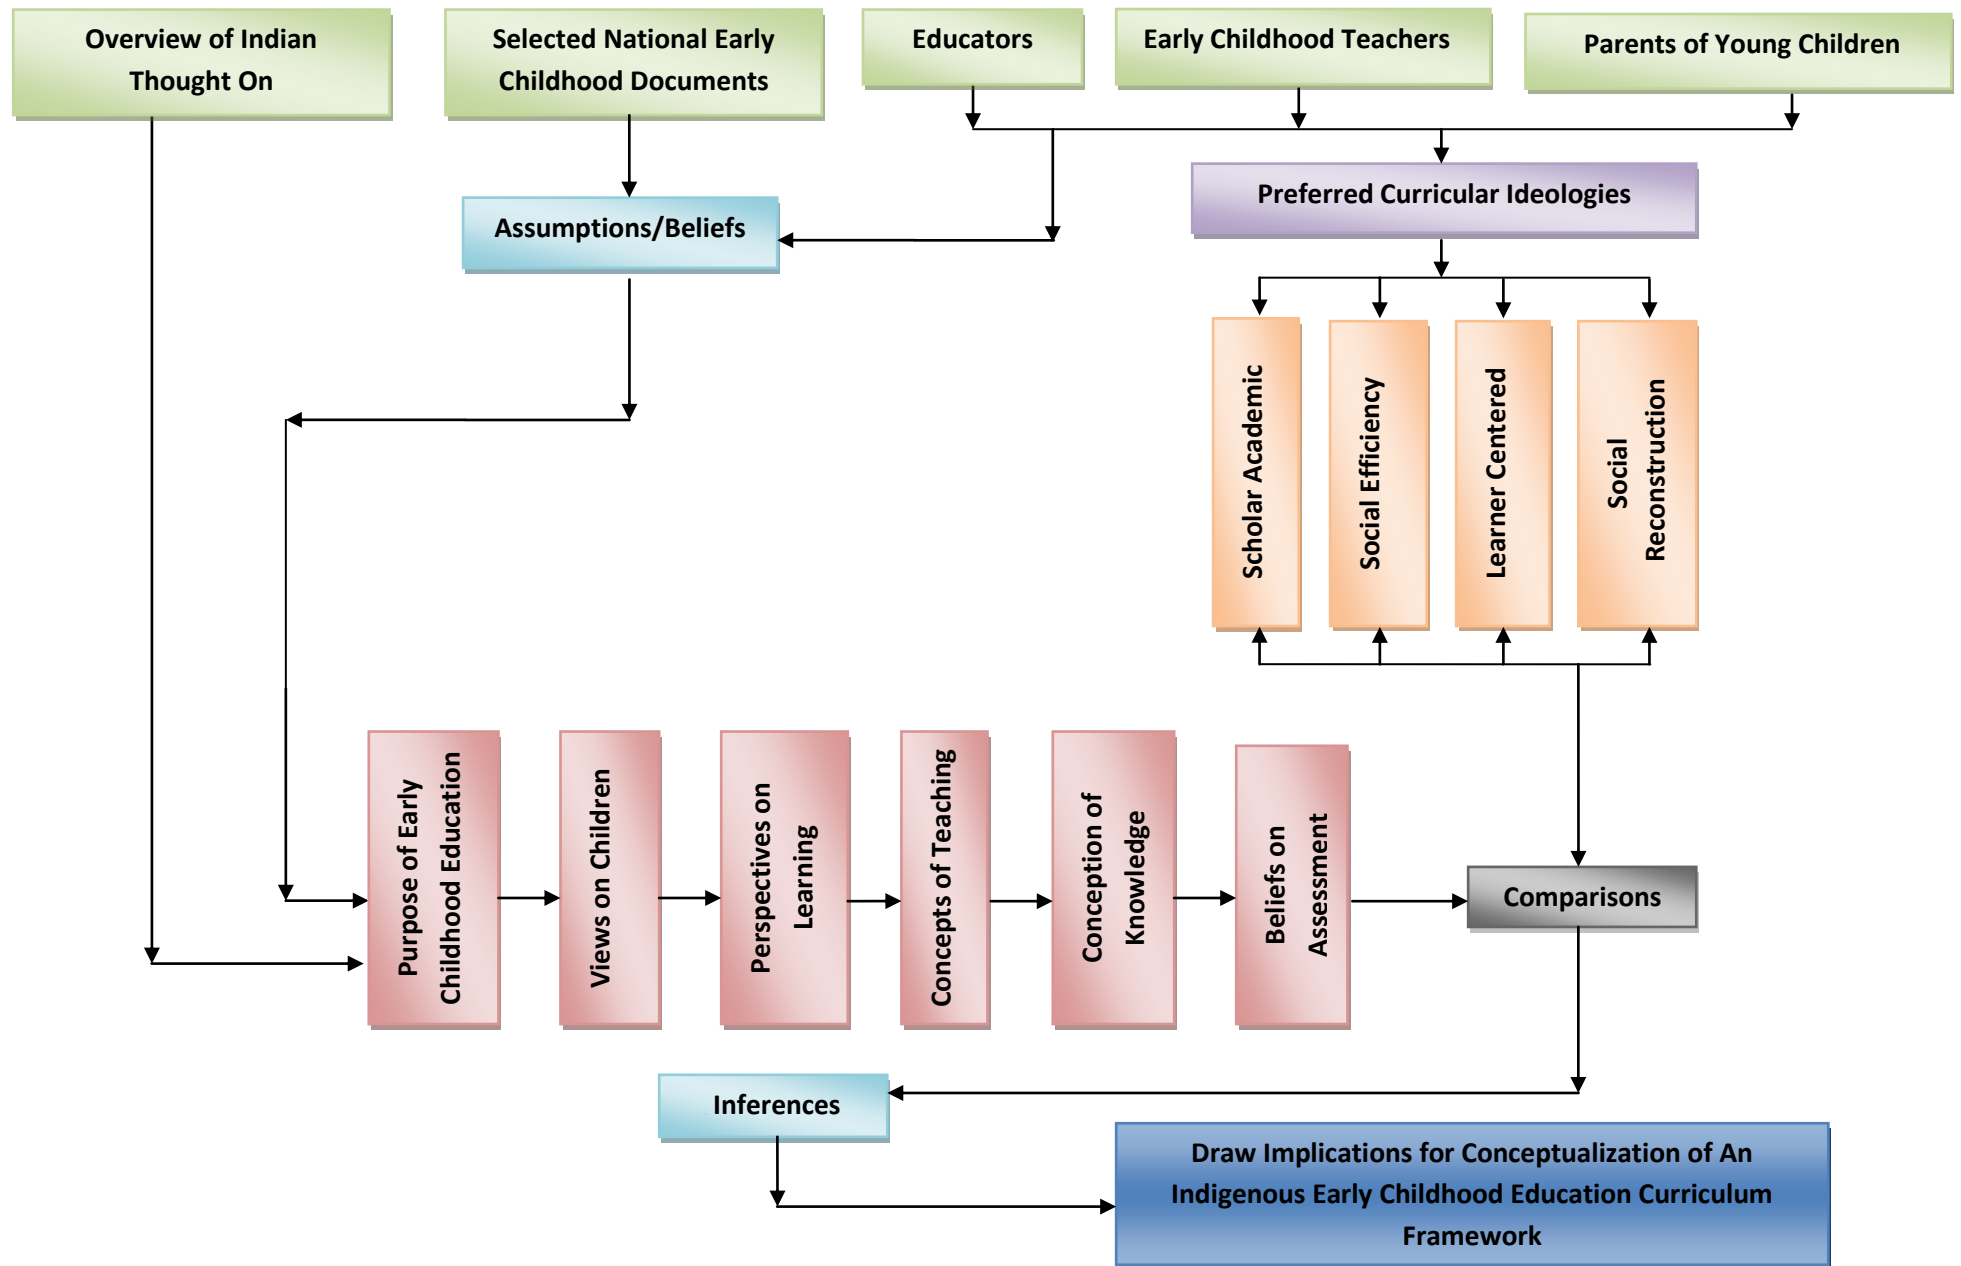 Overview of Indian
Thought On
Selected National Early
Childhood Documents
Educators
Early Childhood Teachers
Parents of Young Children
Assumptions/Beliefs
Preferred Curricular Ideologies
Scholar Academic
Social Efficiency
Learner Centered
Social
Reconstruction
Purpose of Early
Childhood Education
Views on Children
Perspectives on
Learning
Concepts of Teaching
Conception of
Knowledge
Beliefs on
Assessment
Comparisons
Inferences
Draw Implications for Conceptualization of An
Indigenous Early Childhood Education Curriculum
Framework